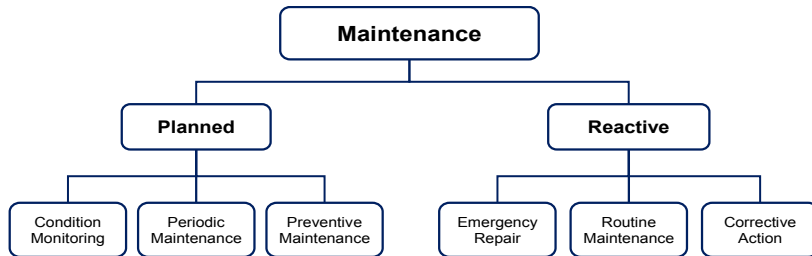 Maintenance
Planned
Reactive
Condition
Monitoring
Periodic
Maintenance
Preventive
Maintenance
Emergency
Repair
Routine
Maintenance
Corrective
Action